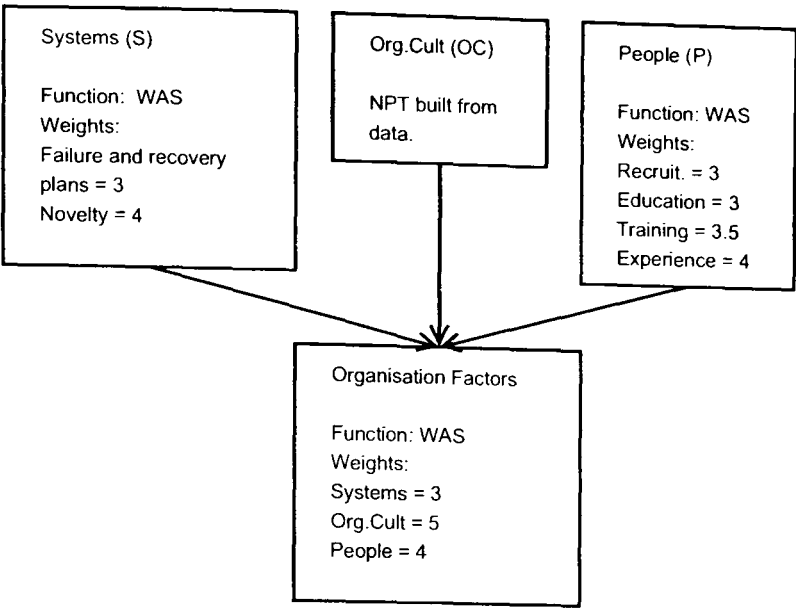 Systems (S)
Function: WAS
Weights:
Failure and recovery
plans = 3
Novelty = 4
Org.Cult (OC)
NPT built from
data.
People (P)
Function: WAS
Weights:
Recruit. = 3
Education = 3
Training = 3.5
Experience = 4
Organisation Factors
Function: WAS
Weights:
Systems = 3
Org.Cult = 5
People = 4